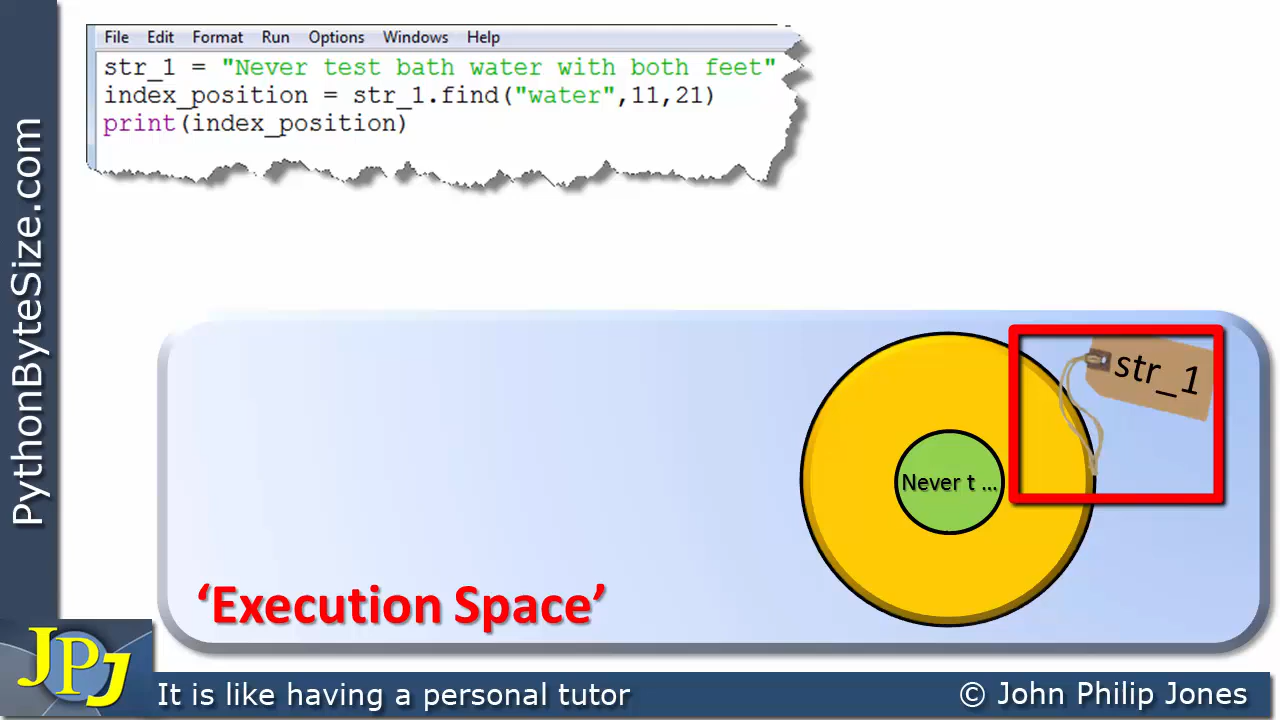 File Edit Format Run Options Windows Help
str_1 = "Never test bath water with both feet"
index_position = str_1.find("water",11,21)
print(index_position)
PythonByteSize.com
str_1
Never t ...
‘Execution Space’
JPJ
It is like having a personal tutor
© John Philip Jones